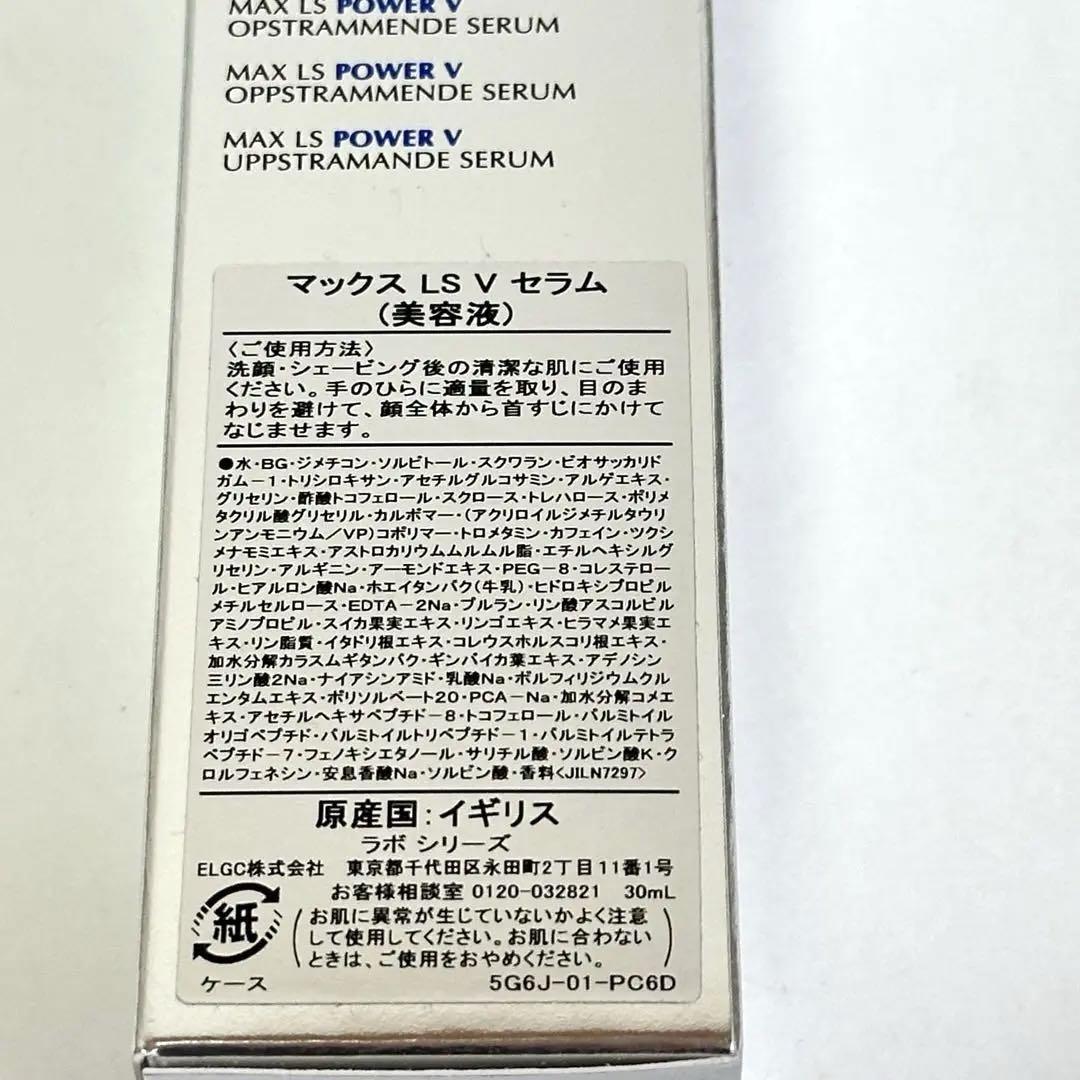 MAX LS POWER V
OPSTRAMMENDE SERUM
MAX LS POWER V
OPPSTRAMMENDE SERUM
MAX LS POWER V
UPPSTRAMANDE SERUM
マックス LS V セラム
(美容液)
〈ご使用方法〉
洗顔・シェービング後の清潔な肌にご使用
ください。手のひらに適量を取り、目のま
わりを避けて、顔全体から首すじにかけて
なじませます。
●水・BG・ジメチコン・ソルビトール・スクワラン・ビオサッカリド
ガム－1・トリシロキサン・アセチルグルコサミン・アルゲエキス・
グリセリン・酢酸トコフェロール・スクロース・トレハロース・ポリメ
タクリル酸グリセリル・カルボマー・(アクリロイルジメチルタウリ
ンアンモニウム／VP)コポリマー・トロメタミン・カフェイン・ツクシ
メナモミエキス・アストロカリウムムルムル脂・エチルヘキシルグ
リセリン・アルギニン・アーモンドエキス・PEG－8・コレステロー
ル・ヒアルロン酸Na・ホエイタンパク(牛乳)・ヒドロキシプロピル
メチルセルロース・EDTA－2Na・プルラン・リン酸アスコルビル
アミノプロピル・スイカ果実エキス・リンゴエキス・ヒラマメ果実エ
キス・リン脂質・イタドリ根エキス・コレウスホルスコリ根エキス・
加水分解カラスムギタンパク・ギンバイカ葉エキス・アデノシン
三リン酸2Na・ナイアシンアミド・乳酸Na・ポルフィリジウムクル
エンタムエキス・ポリソルベート20・PCA－Na・加水分解コメエ
キス・アセチルヘキサペプチド－8・トコフェロール・パルミトイル
オリゴペプチド・パルミトイルトリペプチド－1・パルミトイルテトラ
ペプチド－7・フェノキシエタノール・サリチル酸・ソルビン酸K・ク
ロルフェネシン・安息香酸Na・ソルビン酸・香料<JILN7297>
原産国：イギリス
ラボ シリーズ
ELGC株式会社 東京都千代田区永田町2丁目11番1号
お客様相談室 0120-032821 30mL
紙
ケース
(お肌に異常が生じていないかよく注意
して使用してください。お肌に合わない
ときは、ご使用をおやめください。)
5G6J-01-PC6D